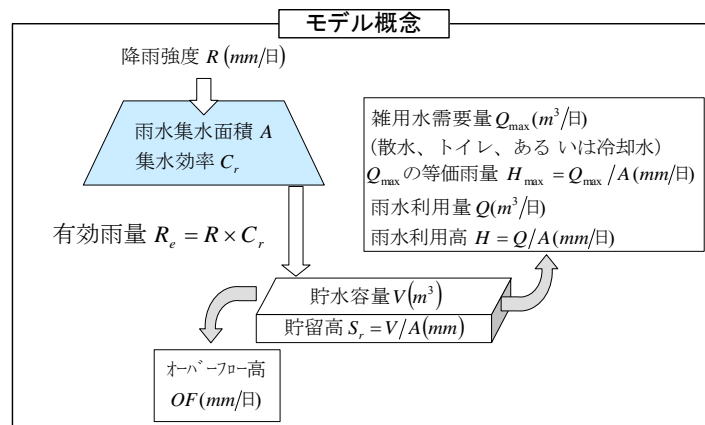 モデル概念
降雨強度 R (mm/日)
雨水集水面積 A
集水効率 C_r
有効雨量 R_e = R × C_r
雑用水需要量 Q_max (m³/日)
(散水、トイレ、ある いは冷却水)
Q_max の等価雨量 H_max = Q_max / A (mm/日)
雨水利用量 Q (m³/日)
雨水利用高 H = Q/A (mm/日)
貯水容量 V (m³)
貯留高 S_r = V/A (mm)
オーバーフロー高
OF (mm/日)